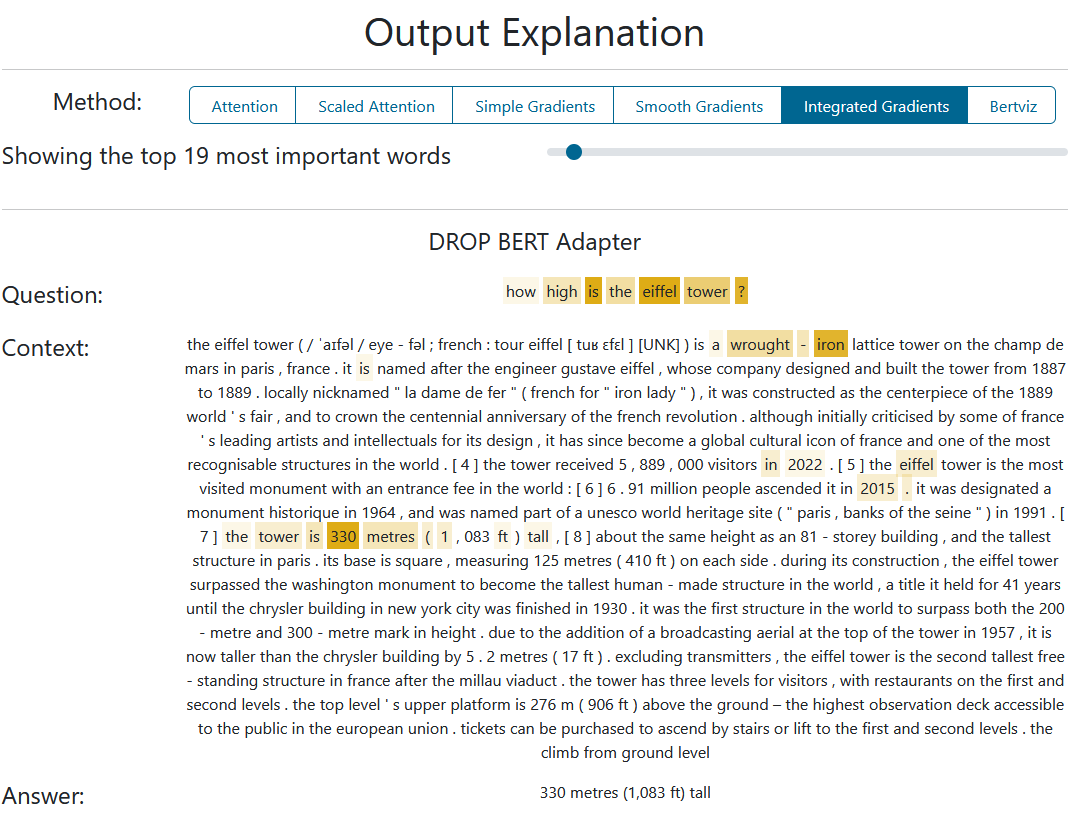 Output Explanation
Method:
Attention
Scaled Attention
Simple Gradients
Smooth Gradients
Integrated Gradients
Bertviz
Showing the top 19 most important words
DROP BERT Adapter
Question:
how high is the eiffel tower ?
Context:
the eiffel tower ( / ˈaɪfəl / eye - fəl ; french : tour eiffel [ tuʁ ɛfɛl ] [UNK] ) is a wrought - iron lattice tower on the champ de
mars in paris , france . it is named after the engineer gustave eiffel , whose company designed and built the tower from 1887
to 1889 . locally nicknamed " la dame de fer " ( french for " iron lady " ) , it was constructed as the centerpiece of the 1889
world ' s fair , and to crown the centennial anniversary of the french revolution . although initially criticised by some of france
' s leading artists and intellectuals for its design , it has since become a global cultural icon of france and one of the most
recognisable structures in the world . [ 4 ] the tower received 5 , 889 , 000 visitors in 2022 . [ 5 ] the eiffel tower is the most
visited monument with an entrance fee in the world : [ 6 ] 6 . 91 million people ascended it in 2015 . it was designated a
monument historique in 1964 , and was named part of a unesco world heritage site ( " paris , banks of the seine " ) in 1991 . [
7 ] the tower is 330 metres ( 1 , 083 ft ) tall , [ 8 ] about the same height as an 81 - storey building , and the tallest
structure in paris . its base is square , measuring 125 metres ( 410 ft ) on each side . during its construction , the eiffel tower
surpassed the washington monument to become the tallest human - made structure in the world , a title it held for 41 years
until the chrysler building in new york city was finished in 1930 . it was the first structure in the world to surpass both the 200
- metre and 300 - metre mark in height . due to the addition of a broadcasting aerial at the top of the tower in 1957 , it is
now taller than the chrysler building by 5 . 2 metres ( 17 ft ) . excluding transmitters , the eiffel tower is the second tallest free
- standing structure in france after the millau viaduct . the tower has three levels for visitors , with restaurants on the first and
second levels . the top level ' s upper platform is 276 m ( 906 ft ) above the ground – the highest observation deck accessible
to the public in the european union . tickets can be purchased to ascend by stairs or lift to the first and second levels . the
climb from ground level
Answer:
330 metres (1,083 ft) tall